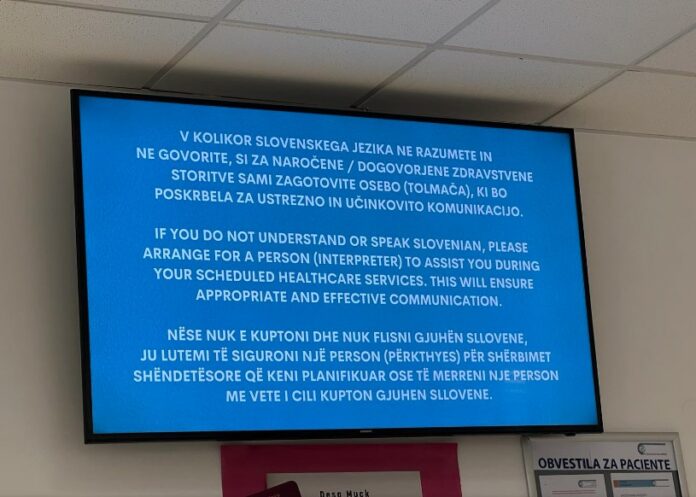 V KOLIKOR SLOVENSKEGA JEZIKA NE RAZUMETE IN
NE GOVORITE, SI ZA NAROČENE / DOGOVORJENE ZDRAVSTVENE
STORITVE SAMI ZAGOTOVITE OSEBO (TOLMAČA), KI BO
POSKRBELA ZA USTREZNO IN UČINKOVITO KOMUNIKACIJO.
IF YOU DO NOT UNDERSTAND OR SPEAK SLOVENIAN, PLEASE
ARRANGE FOR A PERSON (INTERPRETER) TO ASSIST YOU DURING
YOUR SCHEDULED HEALTHCARE SERVICES. THIS WILL ENSURE
APPROPRIATE AND EFFECTIVE COMMUNICATION.
NËSE NUK E KUPTONI DHE NUK FLISNI GJUHËN SLLOVENE,
JU LUTEMI TË SIGURONI NJË PERSON (PËRKTHYES) PËR SHËRBIMET
SHËNDETËSORE QË KENI PLANIFIKUAR OSE TË MERRENI NJE PERSON
ME VETE I CILI KUPTON GJUHEN SLLOVENE.
OBVESTILA ZA PACIENTE